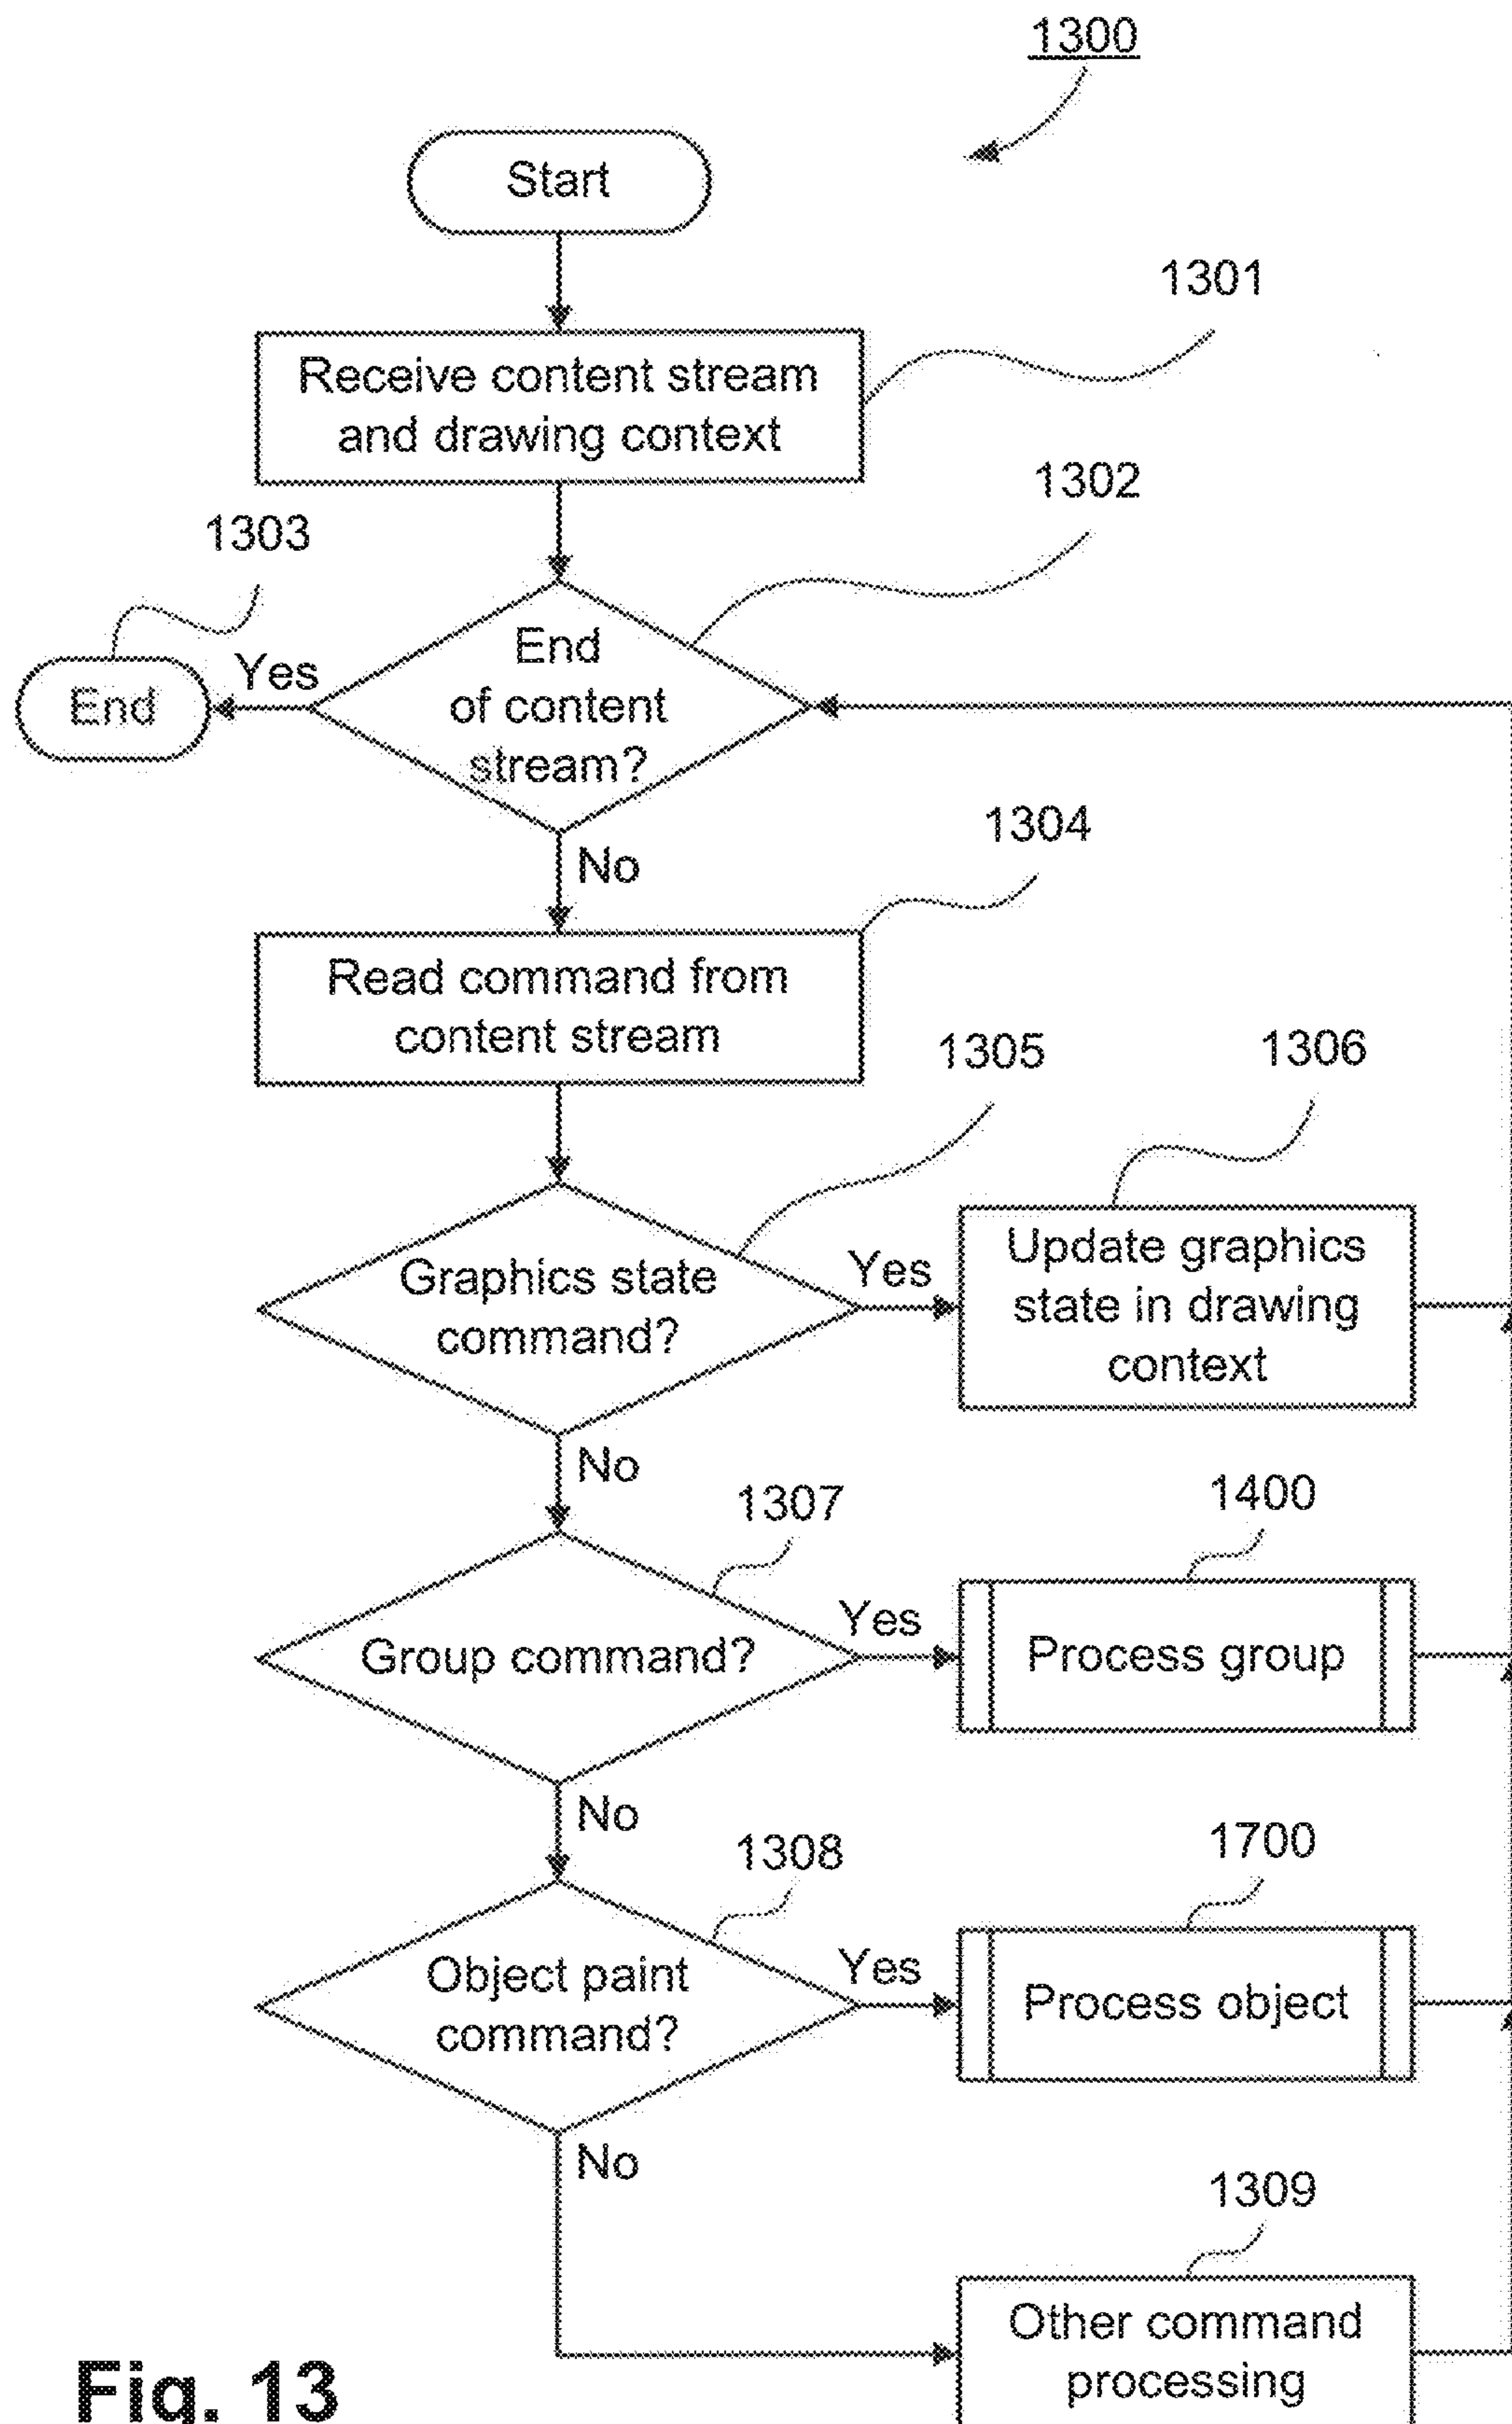 1300
Start
1301
Receive content stream
and drawing context
1302
1303
End
of content
stream?
Yes
End
No
1304
Read command from
content stream
1305
1306
Graphics state
command?
Yes
Update graphics
state in drawing
context
No
1307
1400
Group command?
Yes
Process group
No
1308
1700
Object paint
command?
Yes
Process object
No
1309
Other command
processing
Fig. 13